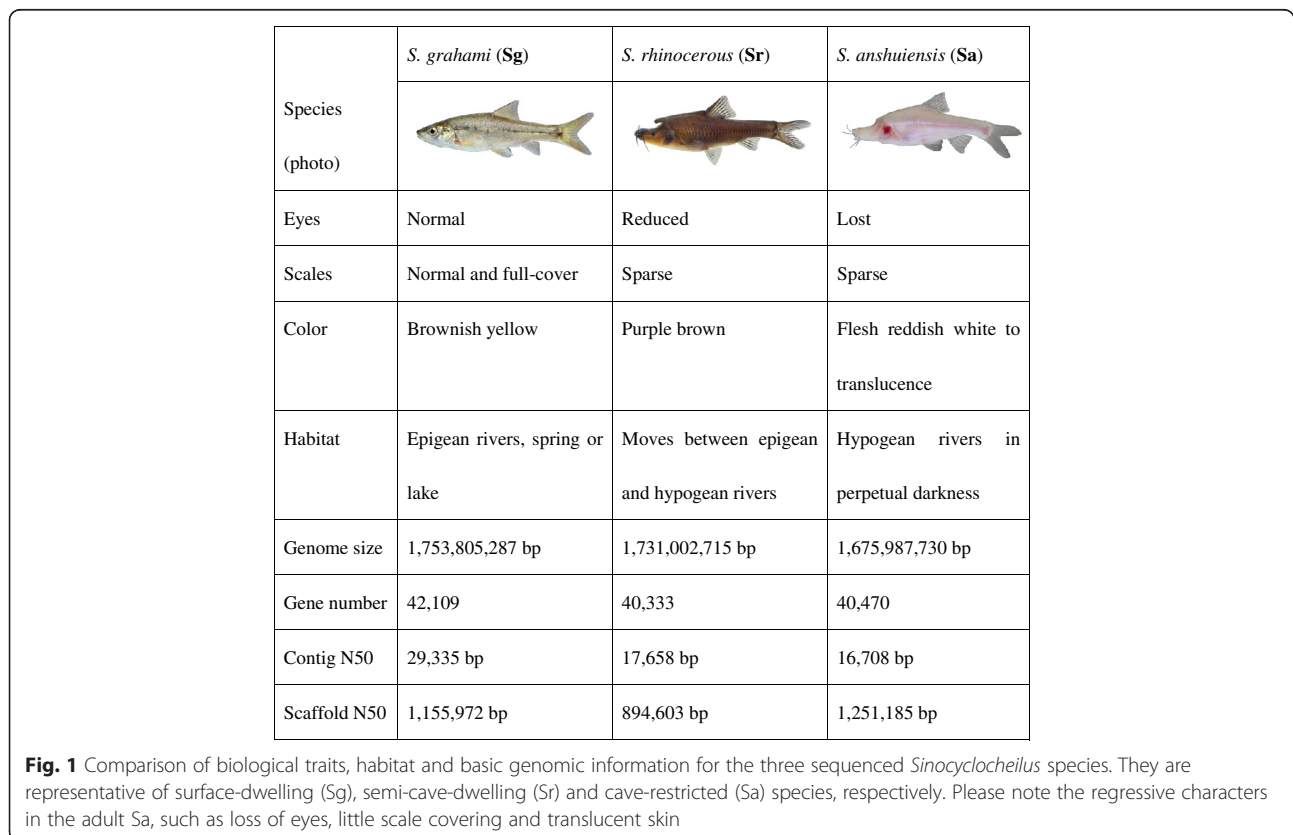 S. grahami (Sg) S. rhinocerous (Sr) S. anshuiensis (Sa)
Species
(photo)
Eyes Normal Reduced Lost
Scales Normal and full-cover Sparse Sparse
Color Brownish yellow Purple brown Flesh reddish white to
translucence
Habitat Epigean rivers, spring or Moves between epigean Hypogean rivers in
lake and hypogean rivers perpetual darkness
Genome size 1,753,805,287 bp 1,731,002,715 bp 1,675,987,730 bp
Gene number 42,109 40,333 40,470
Contig N50 29,335 bp 17,658 bp 16,708 bp
Scaffold N50 1,155,972 bp 894,603 bp 1,251,185 bp
Fig. 1 Comparison of biological traits, habitat and basic genomic information for the three sequenced Sinocyclocheilus species. They are
representative of surface-dwelling (Sg), semi-cave-dwelling (Sr) and cave-restricted (Sa) species, respectively. Please note the regressive characters
in the adult Sa, such as loss of eyes, little scale covering and translucent skin